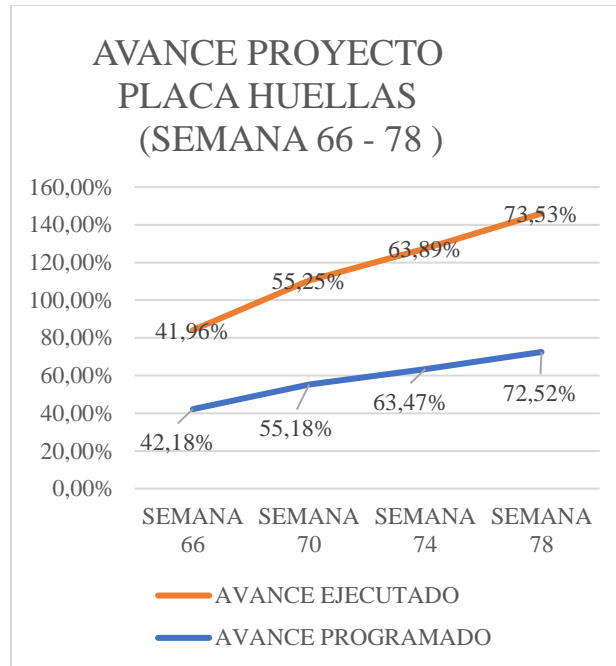 AVANCE PROYECTO
PLACA HUELLAS
(SEMANA 66 - 78 )
160,00%
140,00%
120,00%
100,00%
80,00%
60,00%
40,00%
20,00%
0,00%
73,53%
63,89%
55,25%
41,96%
42,18%
55,18%
63,47%
72,52%
SEMANA 66
SEMANA 70
SEMANA 74
SEMANA 78
AVANCE EJECUTADO
AVANCE PROGRAMADO